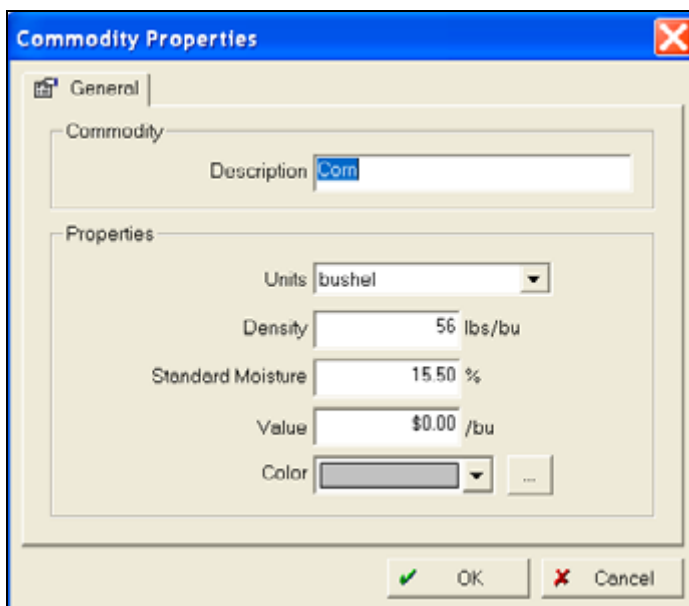 Commodity Properties
General
Commodity
Description Corn
Properties
Units bushel
Density 56 lbs/bu
Standard Moisture 15.50 %
Value $0.00 /bu
Color ...
OK Cancel